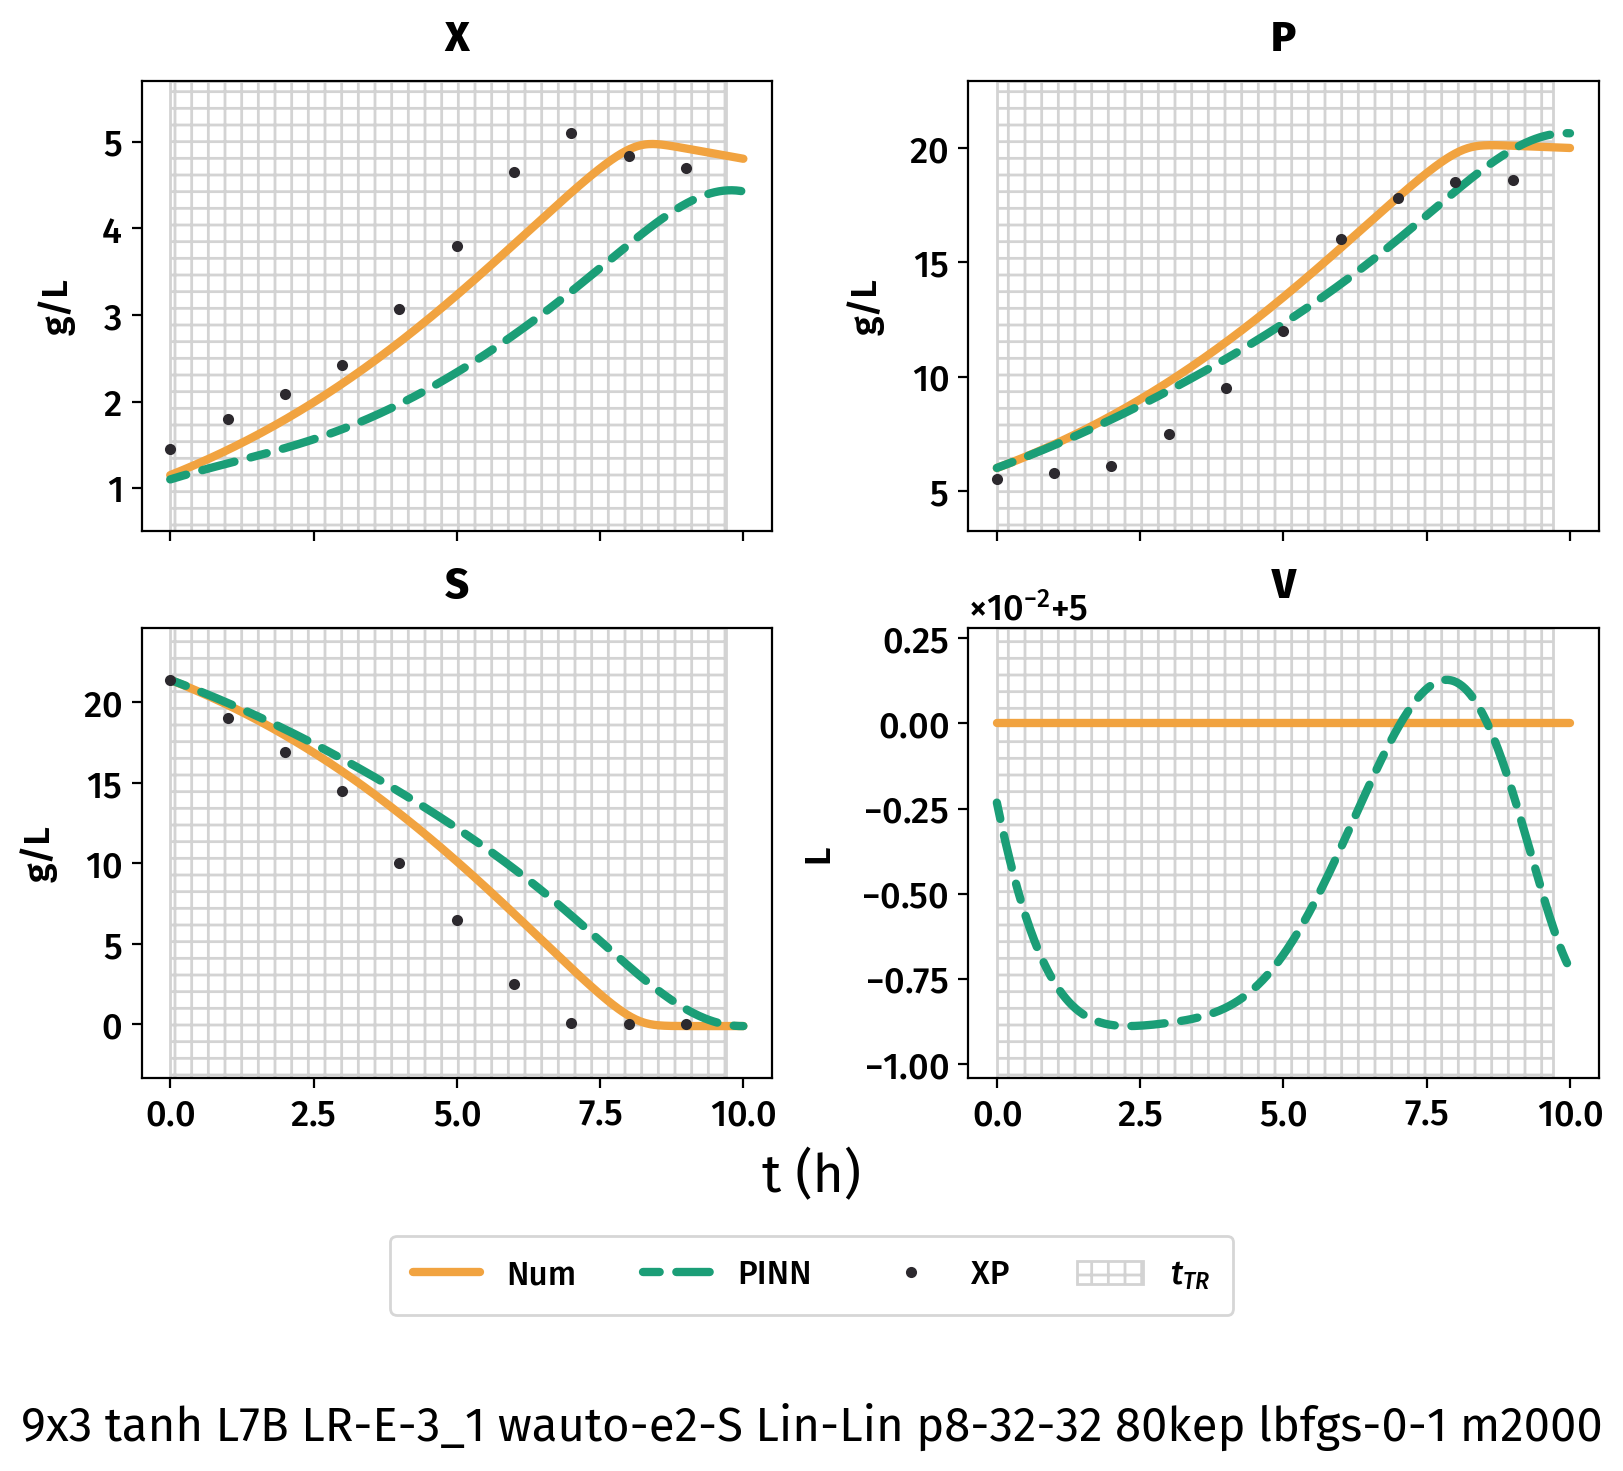 X
P
5
4
3
2
1
g/L
20
15
10
5
g/L
S
V
×10⁻²+5
20
15
10
5
0
g/L
0.25
0.00
−0.25
−0.50
−0.75
−1.00
L
0.0 2.5 5.0 7.5 10.0
0.0 2.5 5.0 7.5 10.0
t (h)
Num PINN XP t_TR
9x3 tanh L7B LR-E-3_1 wauto-e2-S Lin-Lin p8-32-32 80kep lbfgs-0-1 m2000